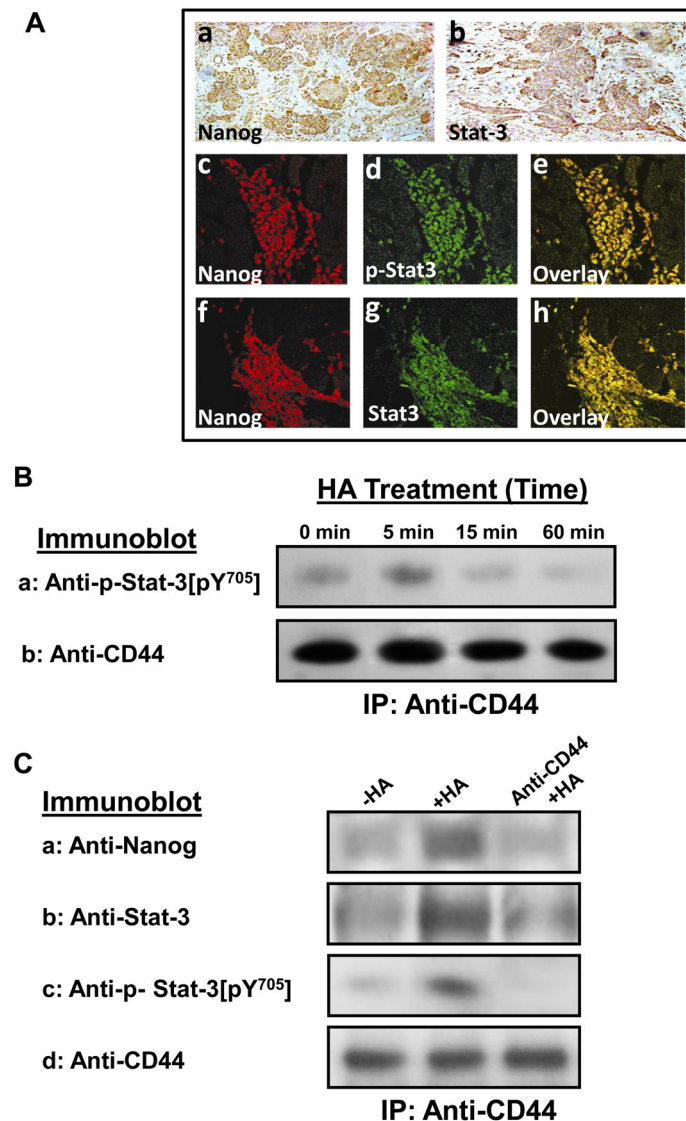 A
a
b
Nanog
Stat-3
c
d
e
Nanog
p-Stat3
Overlay
f
g
h
Nanog
Stat3
Overlay
B
HA Treatment (Time)
Immunoblot
0 min 5 min 15 min 60 min
a: Anti-p-Stat-3[pY705]
b: Anti-CD44
IP: Anti-CD44
C
Immunoblot
-HA
+HA
Anti-CD44
+HA
a: Anti-Nanog
b: Anti-Stat-3
c: Anti-p- Stat-3[pY705]
d: Anti-CD44
IP: Anti-CD44